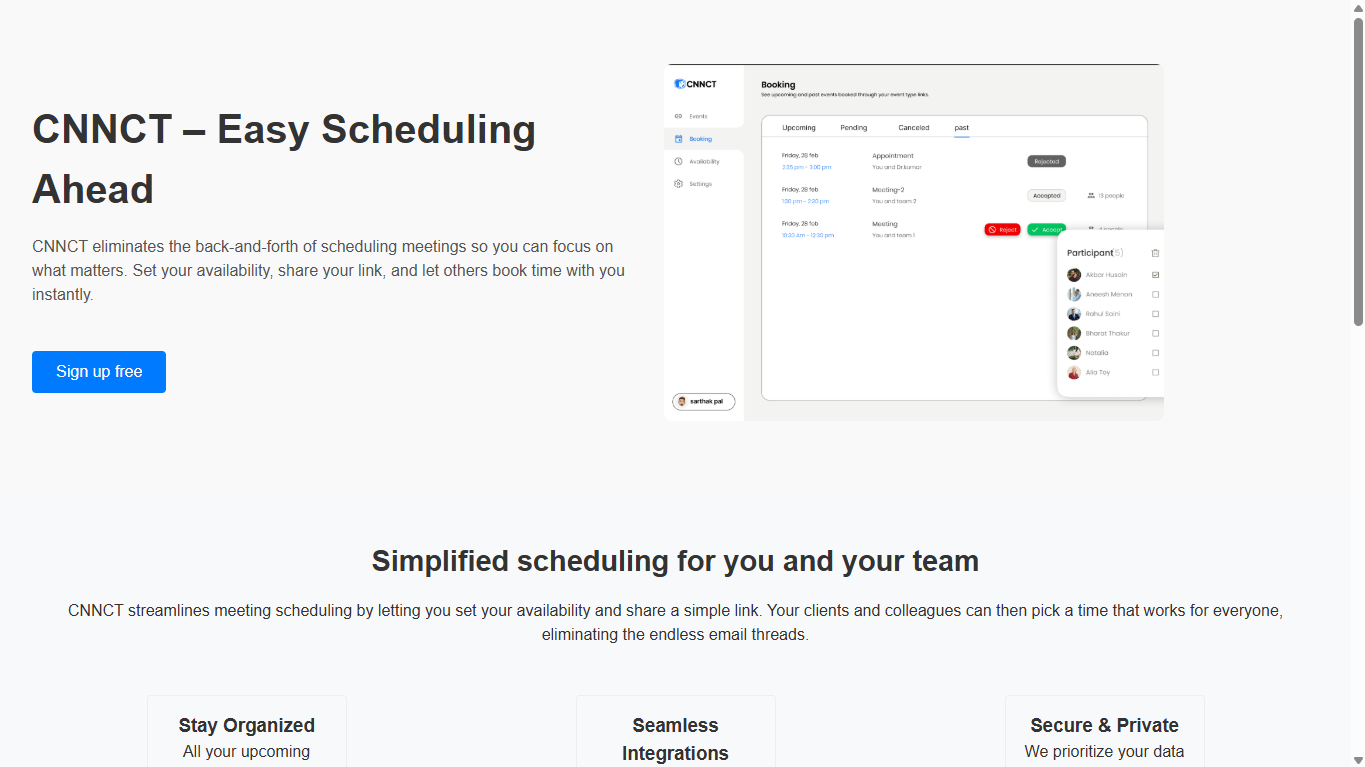 CNNCT – Easy Scheduling
Ahead
CNNCT eliminates the back-and-forth of scheduling meetings so you can focus on
what matters. Set your availability, share your link, and let others book time with you
instantly.
Sign up free
CNNCT
Events
Booking
Availability
Settings
sarthak pal
Booking
See upcoming and past events booked through your event type links.
Upcoming Pending Canceled past
Friday, 28 feb Appointment Rejected
2:35 pm - 3:00 pm You and Dr.kumar
Friday, 28 feb Meeting-2 Accepted 13 people
1:30 pm - 2:30 pm You and team 2
Friday, 28 feb Meeting Reject Accept
10:30 Am - 12:30 pm You and team 1
Participant (5)
Akbar Husain
Aneesh Menon
Rahul Saini
Bharat Thakur
Natalia
Alia Toy
Simplified scheduling for you and your team
CNNCT streamlines meeting scheduling by letting you set your availability and share a simple link. Your clients and colleagues can then pick a time that works for everyone,
eliminating the endless email threads.
Stay Organized
All your upcoming
Seamless
Integrations
Secure & Private
We prioritize your data